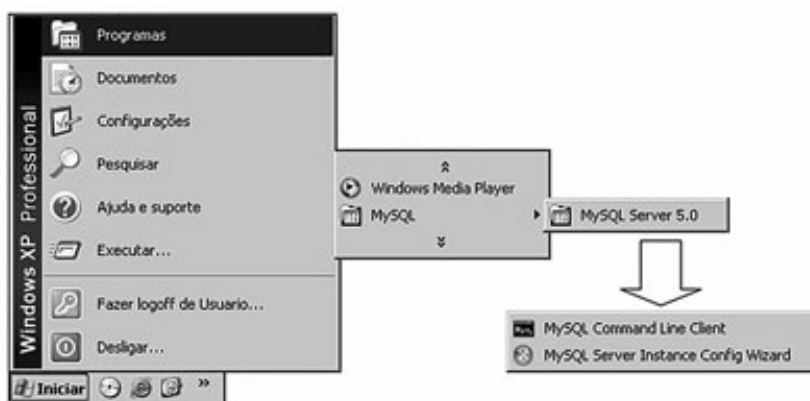 Windows XP Professional
Programas
Documentos
Configurações
Pesquisar
Ajuda e suporte
Executar...
Fazer logoff de Usuario...
Desligar...
Iniciar
»
Windows Media Player
MySQL
MySQL Server 5.0
MySQL Command Line Client
MySQL Server Instance Config Wizard